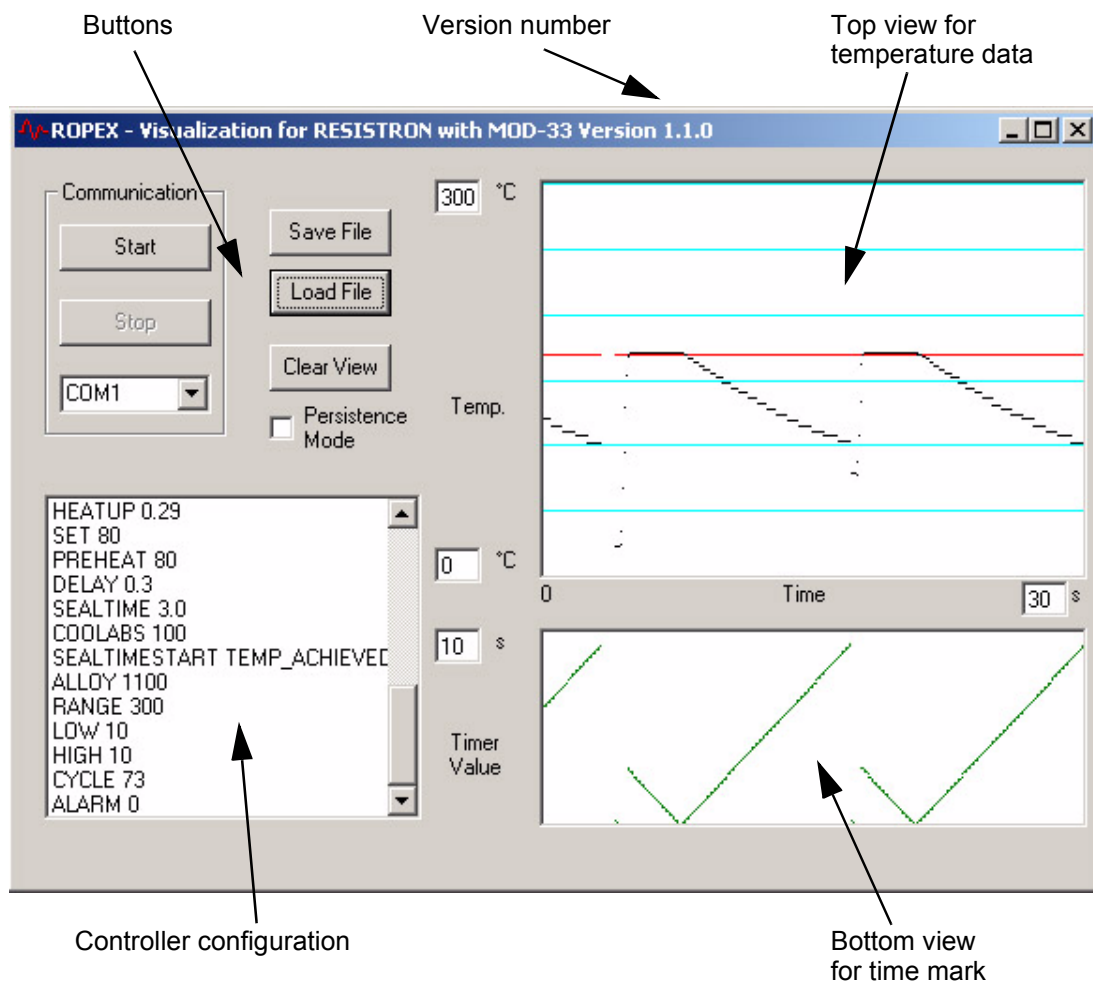 Buttons
Version number
Top view for
temperature data
ROPEX - Visualization for RESISTRON with MOD-33 Version 1.1.0
Communication
Start
Stop
COM1
Save File
Load File
Clear View
Persistence
Mode
300 °C
Temp.
0 °C
0 Time 30 s
10 s
Timer
Value
HEATUP 0.29
SET 80
PREHEAT 80
DELAY 0.3
SEALTIME 3.0
COOLABS 100
SEALTIMESTART TEMP_ACHIEVED
ALLOY 1100
RANGE 300
LOW 10
HIGH 10
CYCLE 73
ALARM 0
Controller configuration
Bottom view
for time mark